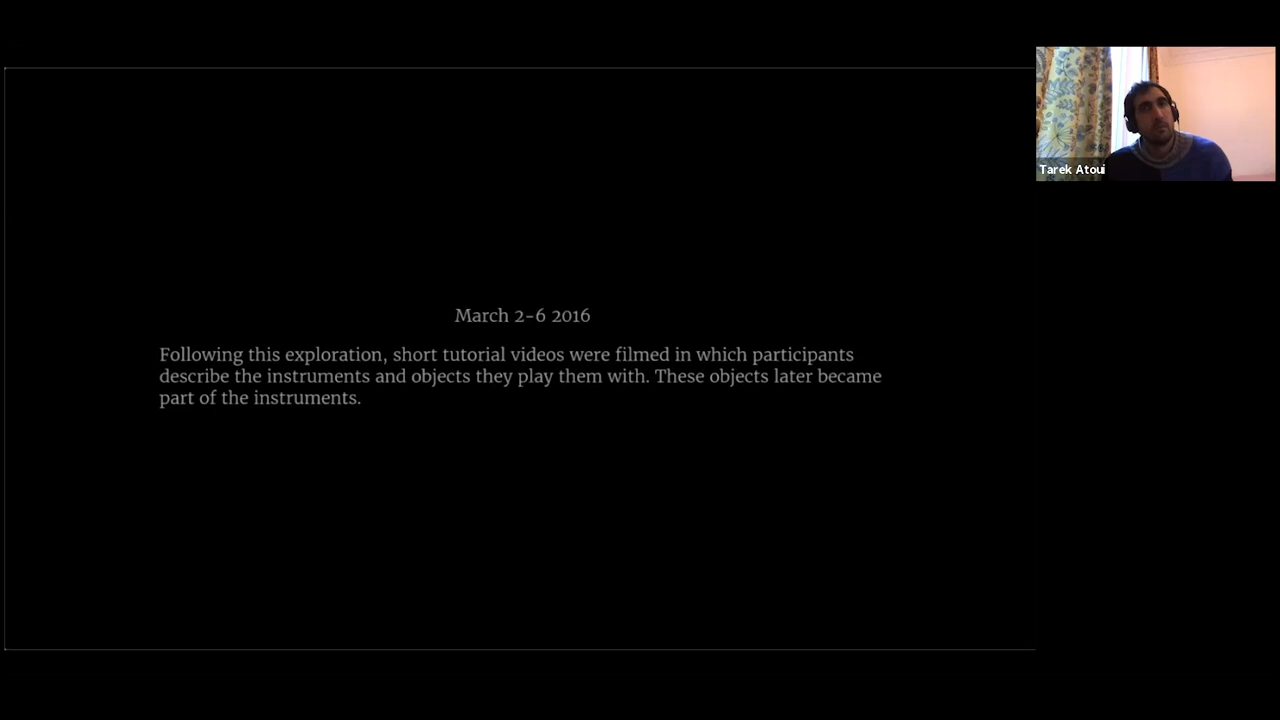 March 2-6 2016
Following this exploration, short tutorial videos were filmed in which participants
describe the instruments and objects they play them with. These objects later became
part of the instruments.
Tarek Atoui